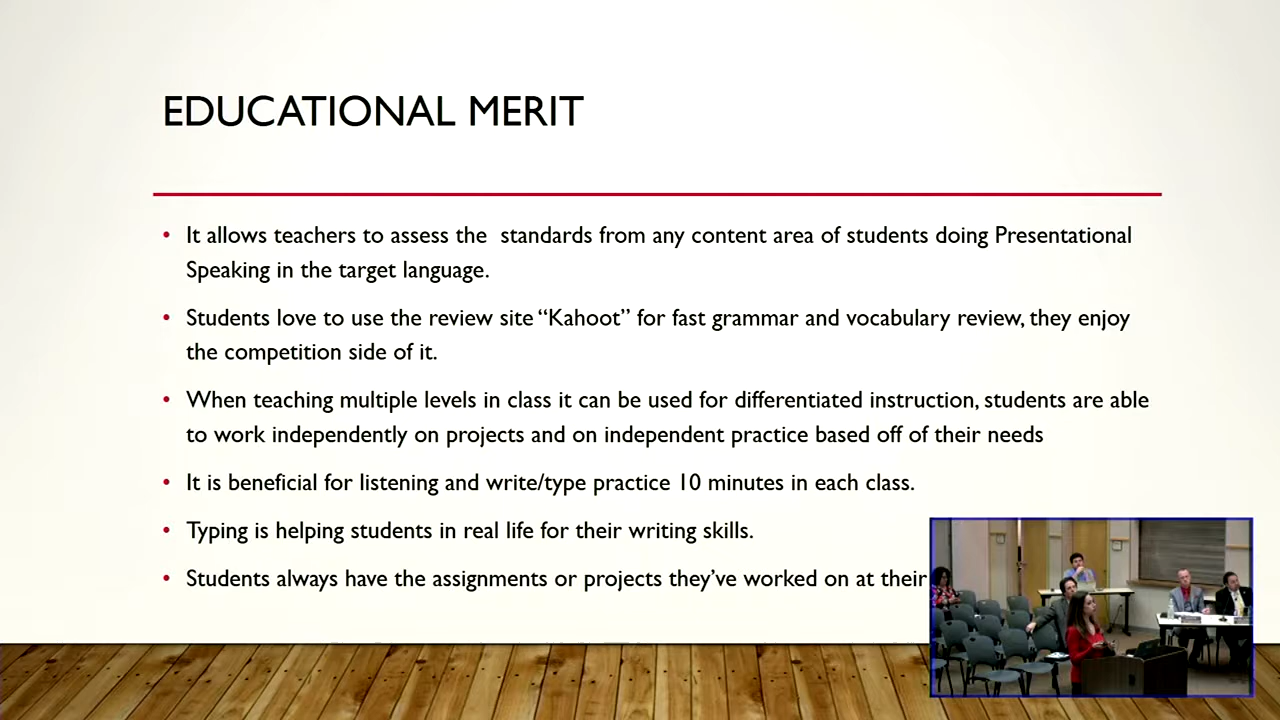 EDUCATIONAL MERIT
• It allows teachers to assess the standards from any content area of students doing Presentational
Speaking in the target language.
• Students love to use the review site “Kahoot” for fast grammar and vocabulary review, they enjoy
the competition side of it.
• When teaching multiple levels in class it can be used for differentiated instruction, students are able
to work independently on projects and on independent practice based off of their needs
• It is beneficial for listening and write/type practice 10 minutes in each class.
• Typing is helping students in real life for their writing skills.
• Students always have the assignments or projects they’ve worked on at their